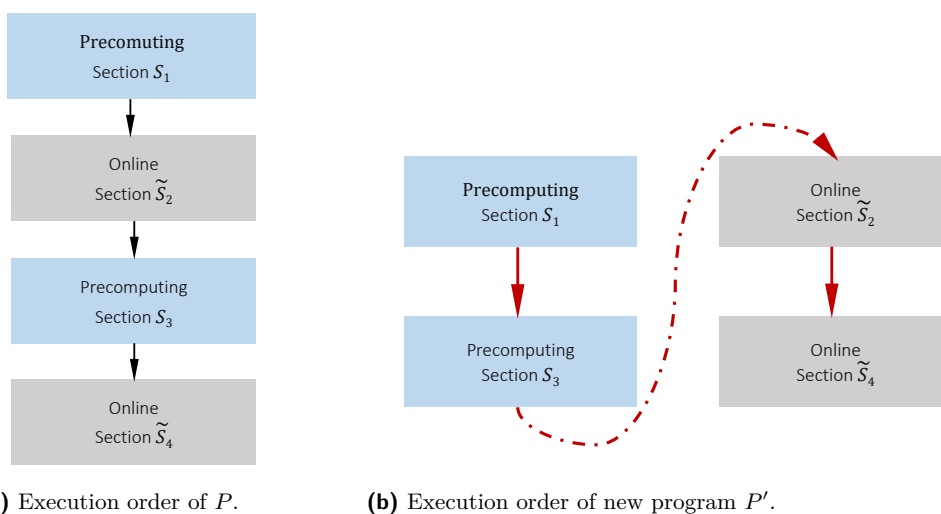 Precomuting
Section S₁
Online
Section S̃₂
Precomputing
Section S₃
Online
Section S̃₄
) Execution order of P.
Precomputing
Section S₁
Precomputing
Section S₃
Online
Section S̃₂
Online
Section S̃₄
(b) Execution order of new program P′.